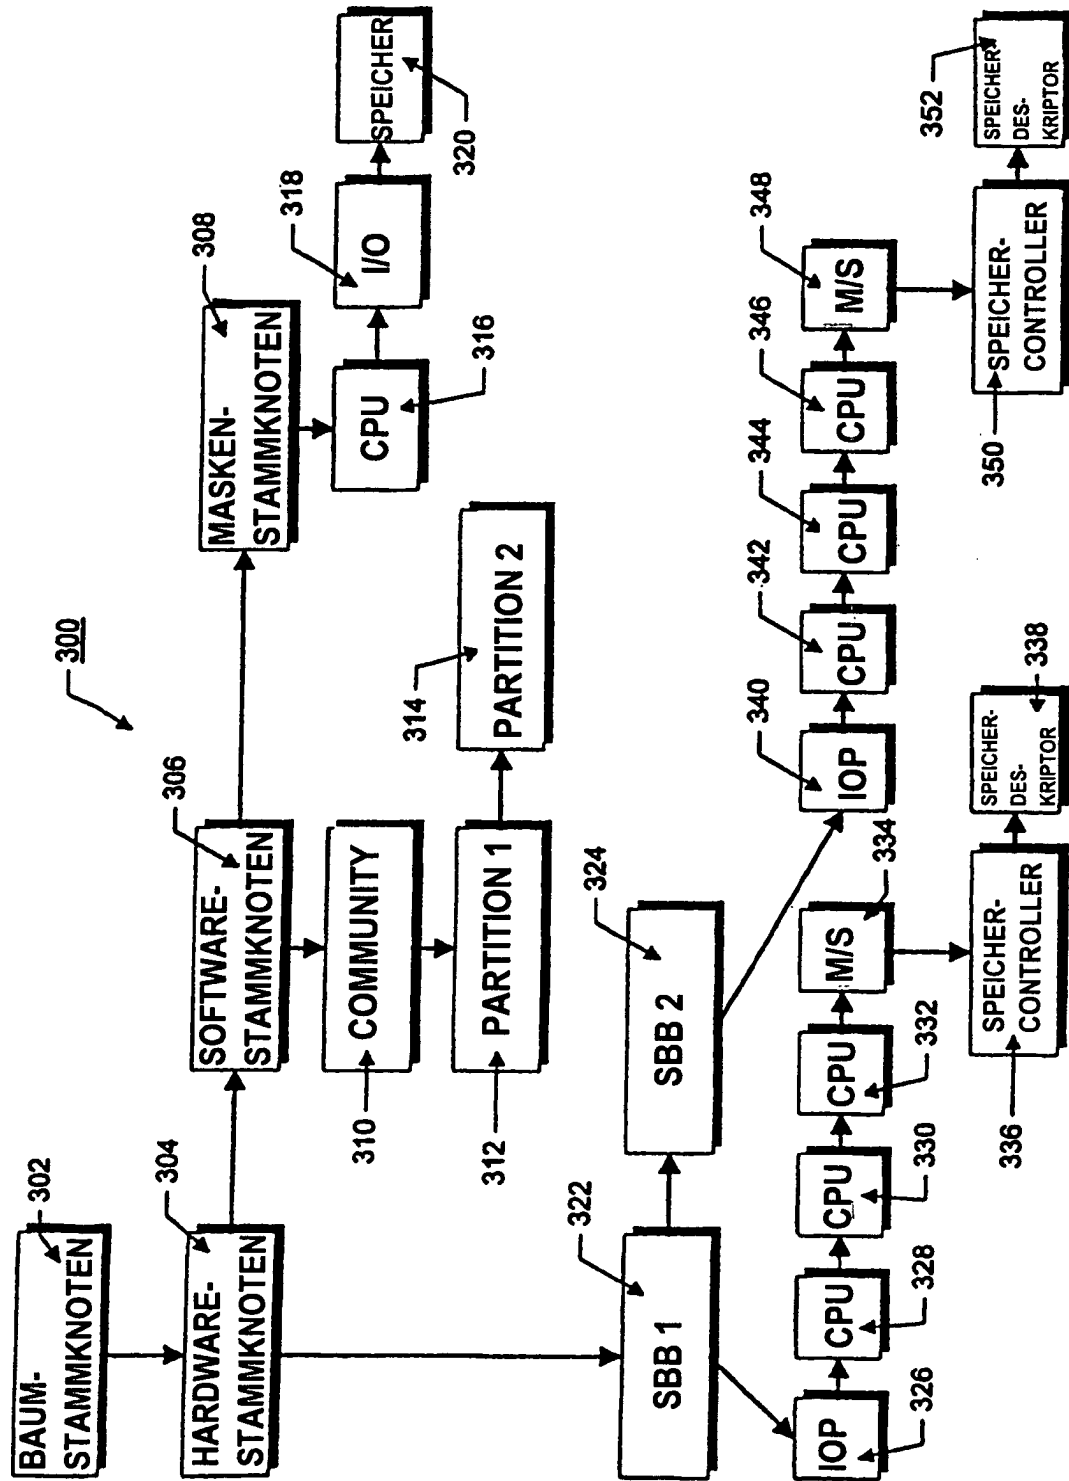 300
302
BAUM-
STAMMKNOTEN
304
HARDWARE-
STAMMKNOTEN
306
SOFTWARE-
STAMMKNOTEN
308
MASKEN-
STAMMKNOTEN
310
COMMUNITY
312
PARTITION 1
314
PARTITION 2
316
CPU
318
I/O
320
SPEICHER
322
SBB 1
324
SBB 2
326
IOP
328
CPU
330
CPU
332
CPU
334
M/S
336
SPEICHER-
CONTROLLER
338
SPEICHER-
DES-
KRIPTOR
340
IOP
342
CPU
344
CPU
346
CPU
348
M/S
350
SPEICHER-
CONTROLLER
352
SPEICHER
DES-
KRIPTOR